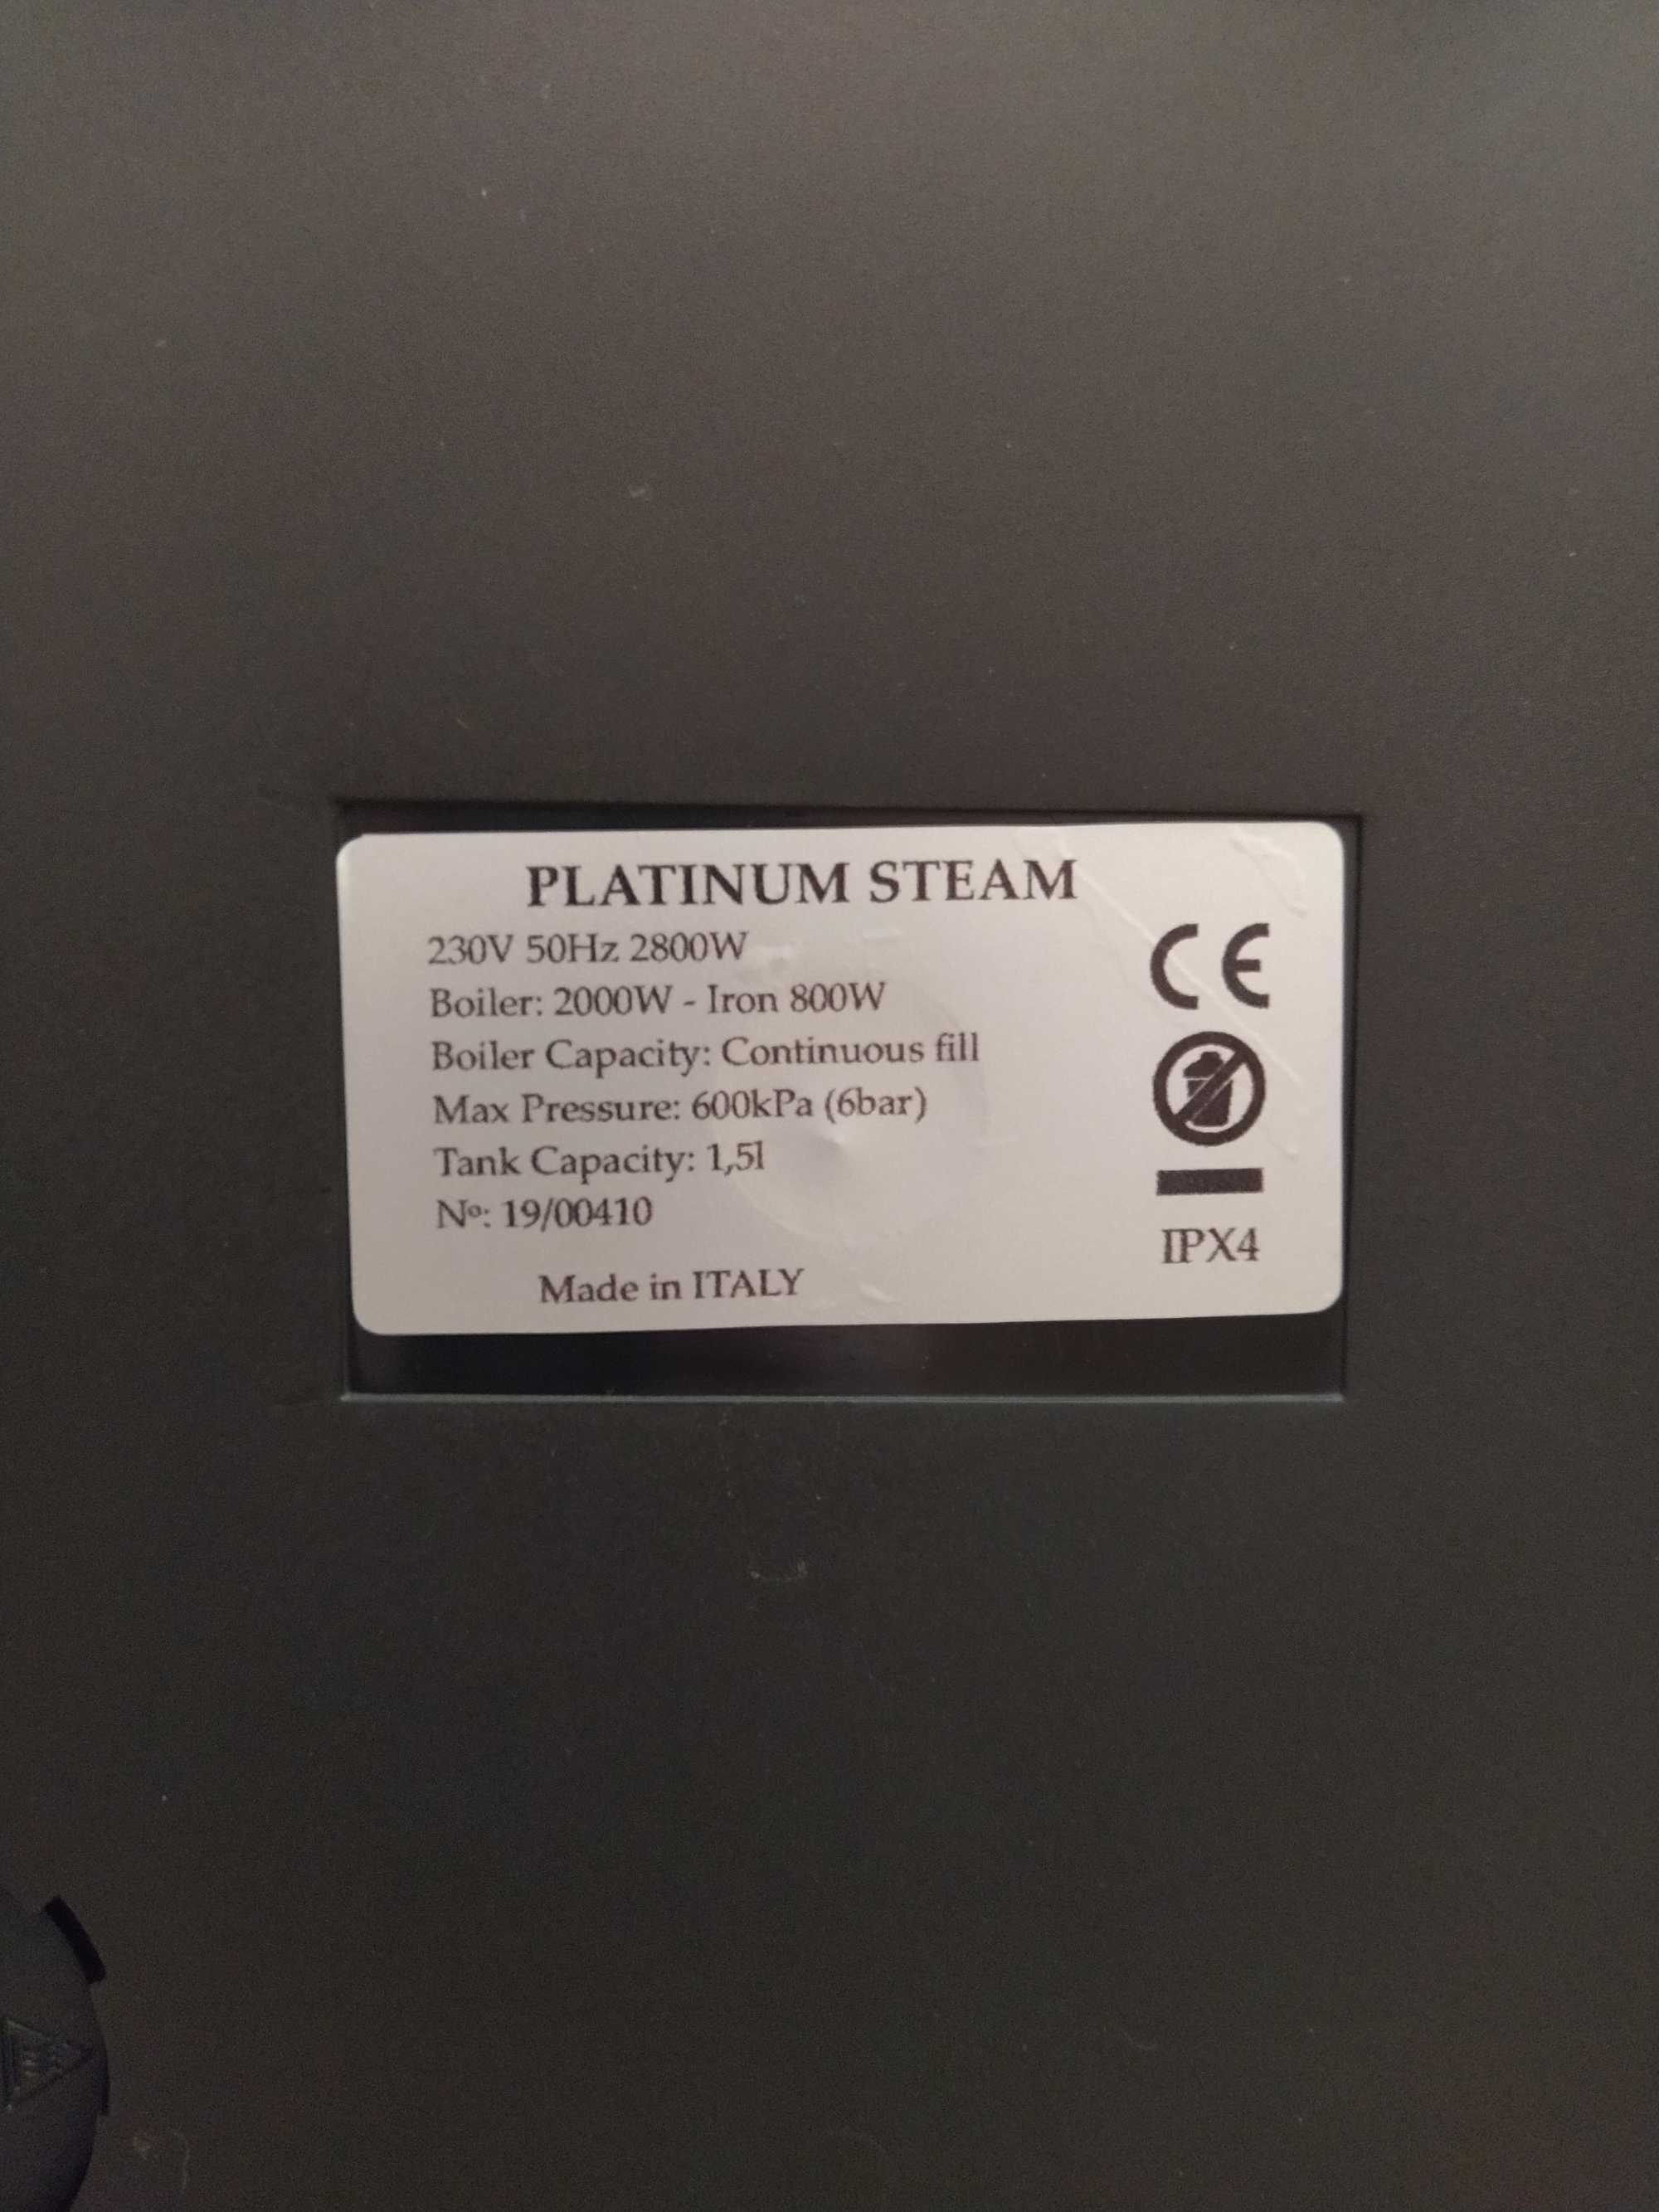 PLATINUM STEAM
230V 50Hz 2800W
Boiler: 2000W - Iron 800W
Boiler Capacity: Continuous fill
Max Pressure: 600kPa (6bar)
Tank Capacity: 1,5l
Nº: 19/00410
Made in ITALY
CE
IPX4